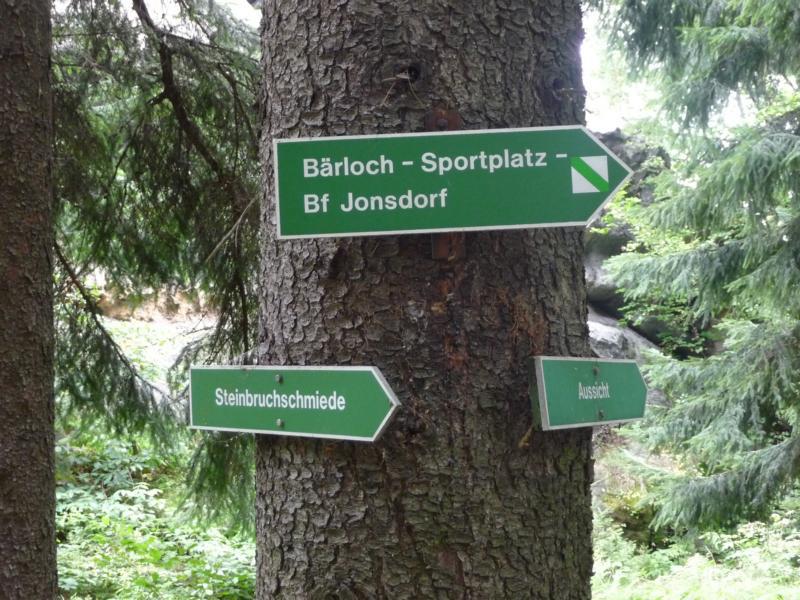 Bärloch - Sportplatz -
Bf Jonsdorf
Steinbruchschmiede
Aussicht